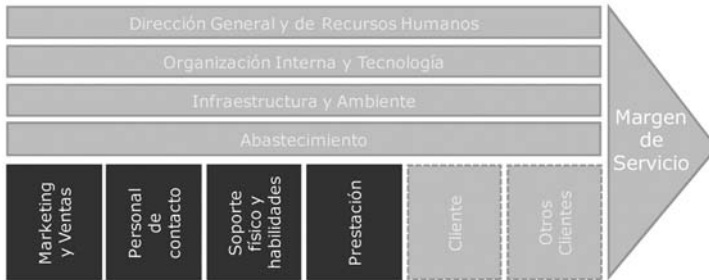 Dirección General y de Recursos Humanos
Organización Interna y Tecnología
Infraestructura y Ambiente
Abastecimiento
Margen
de
Servicio
Marketing
y Ventas
Personal
de
contacto
Soporte
físico y
habilidades
Prestación
Cliente
Otros
Clientes